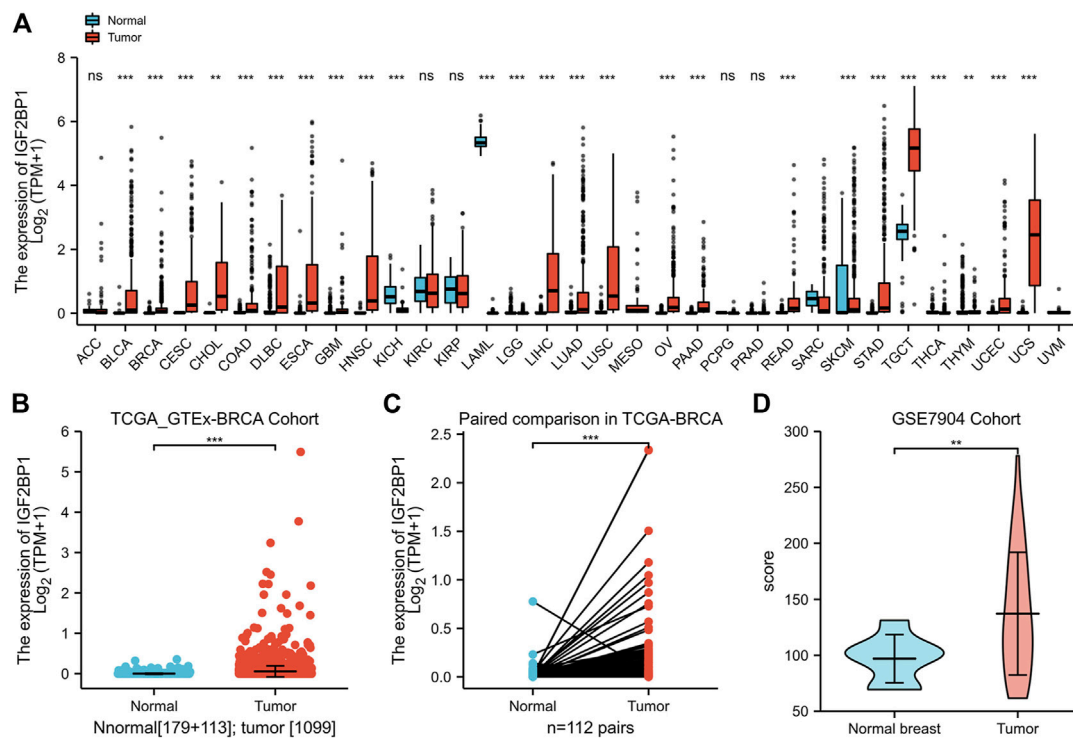 A
Normal
Tumor
The expression of IGF2BP1
Log2 (TPM+1)
8
6
4
2
0
ns *** *** *** ** *** *** *** *** *** *** ns ns *** *** *** *** *** *** *** ns ns *** *** *** *** *** ** *** ***
ACC BLCA BRCA CESC CHOL COAD DLBC ESCA GBM HNSC KICH KIRC KIRP LAML LGG LIHC LUAD LUSC MESO OV PAAD PCPG PRAD READ SARC SKCM STAD TGCT THCA THYM UCEC UCS UVM
B
TCGA_GTEx-BRCA Cohort
***
The expression of IGF2BP1
Log2 (TPM+1)
6
5
4
3
2
1
0
Normal Tumor
Nnormal[179+113]; tumor [1099]
C
Paired comparison in TCGA-BRCA
***
The expression of IGF2BP1
Log2 (TPM+1)
2.5
2.0
1.5
1.0
0.5
0.0
Normal Tumor
n=112 pairs
D
GSE7904 Cohort
**
score
300
250
200
150
100
50
Normal breast Tumor